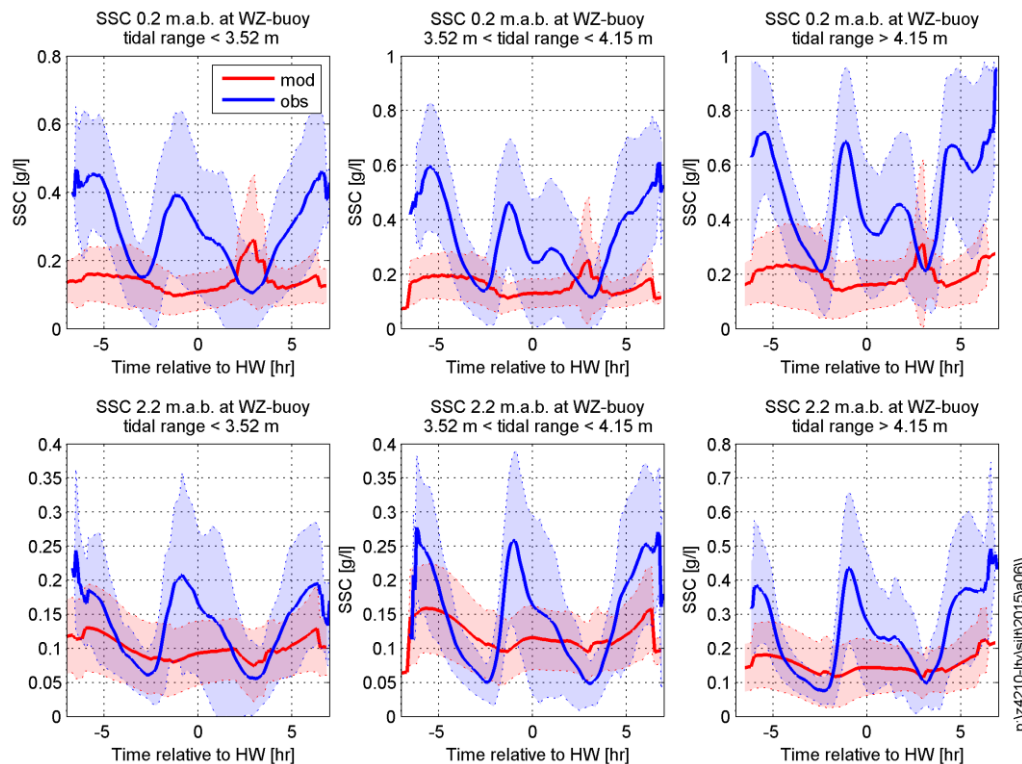 SSC 0.2 m.a.b. at WZ-buoy
tidal range < 3.52 m
SSC [g/l]
0.8
0.6
0.4
0.2
0
mod
obs
-5
0
5
Time relative to HW [hr]
SSC 0.2 m.a.b. at WZ-buoy
3.52 m < tidal range < 4.15 m
SSC [g/l]
1
0.8
0.6
0.4
0.2
0
-5
0
5
Time relative to HW [hr]
SSC 0.2 m.a.b. at WZ-buoy
tidal range > 4.15 m
SSC [g/l]
1
0.8
0.6
0.4
0.2
0
-5
0
5
Time relative to HW [hr]
SSC 2.2 m.a.b. at WZ-buoy
tidal range < 3.52 m
SSC [g/l]
0.4
0.35
0.3
0.25
0.2
0.15
0.1
0.05
0
-5
0
5
Time relative to HW [hr]
SSC 2.2 m.a.b. at WZ-buoy
3.52 m < tidal range < 4.15 m
SSC [g/l]
0.4
0.35
0.3
0.25
0.2
0.15
0.1
0.05
0
-5
0
5
Time relative to HW [hr]
SSC 2.2 m.a.b. at WZ-buoy
tidal range > 4.15 m
SSC [g/l]
0.8
0.7
0.6
0.5
0.4
0.3
0.2
0.1
0
-5
0
5
Time relative to HW [hr]